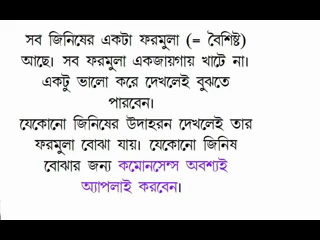 সব জিনিষের একটা ফরমুলা (= বৈশিষ্ট)
আছে। সব ফরমুলা একজায়গায় খাটে না।
একটু ভালো করে দেখলেই বুঝতে
পারবেন।
যেকোনো জিনিষের উদাহরন দেখলেই তার
ফরমুলা বোঝা যায়। যেকোনো জিনিষ
বোঝার জন্য কমোনসেন্স অবশ্যই
অ্যাপলাই করবেন।